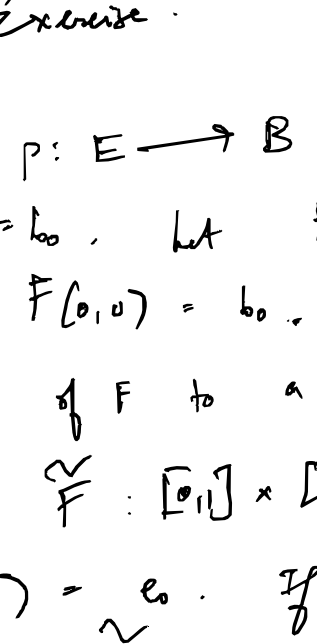 Exercise.
p: E → B
= b₀. Let
F(0,0) = b₀.
of F to a
F̃ : [0,1] × [
) = e₀. If
~